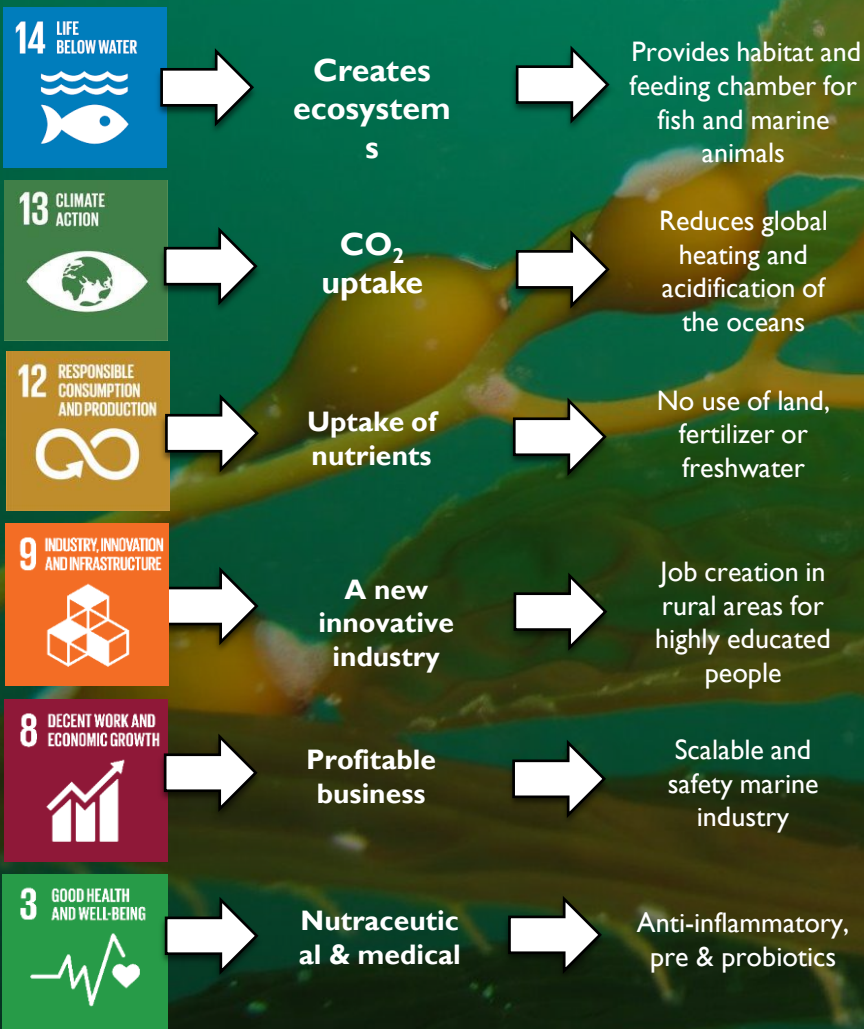 14 LIFE
BELOW WATER
Creates
ecosystem
s
Provides habitat and
feeding chamber for
fish and marine
animals
13 CLIMATE
ACTION
CO₂
uptake
Reduces global
heating and
acidification of
the oceans
12 RESPONSIBLE
CONSUMPTION
AND PRODUCTION
Uptake of
nutrients
No use of land,
fertilizer or
freshwater
9 INDUSTRY, INNOVATION
AND INFRASTRUCTURE
A new
innovative
industry
Job creation in
rural areas for
highly educated
people
8 DECENT WORK AND
ECONOMIC GROWTH
Profitable
business
Scalable and
safety marine
industry
3 GOOD HEALTH
AND WELL-BEING
Nutraceutic
al & medical
Anti-inflammatory,
pre & probiotics